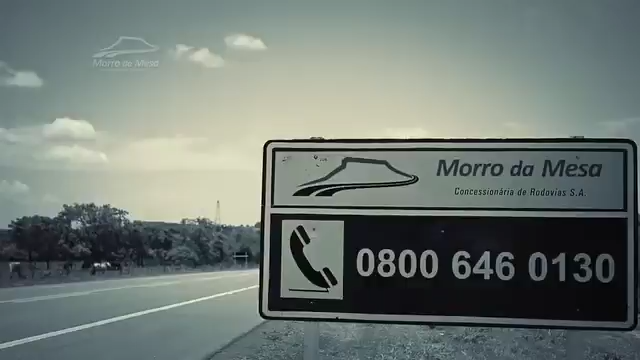 Morro da Mesa
Morro da Mesa
Concessionária de Rodovias S.A.
0800 646 0130